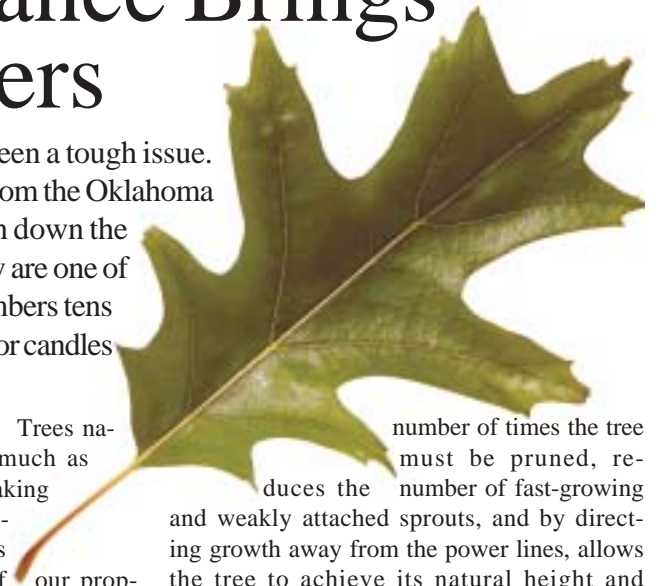 ance Brings
ers
een a tough issue.
om the Oklahoma
n down the
y are one of
nbers tens
or candles
Trees na-
much as
aking
-
s
f our prop-
number of times the tree
must be pruned, re-
duces the number of fast-growing
and weakly attached sprouts, and by direct-
ing growth away from the power lines, allows
the tree to achieve its natural height and